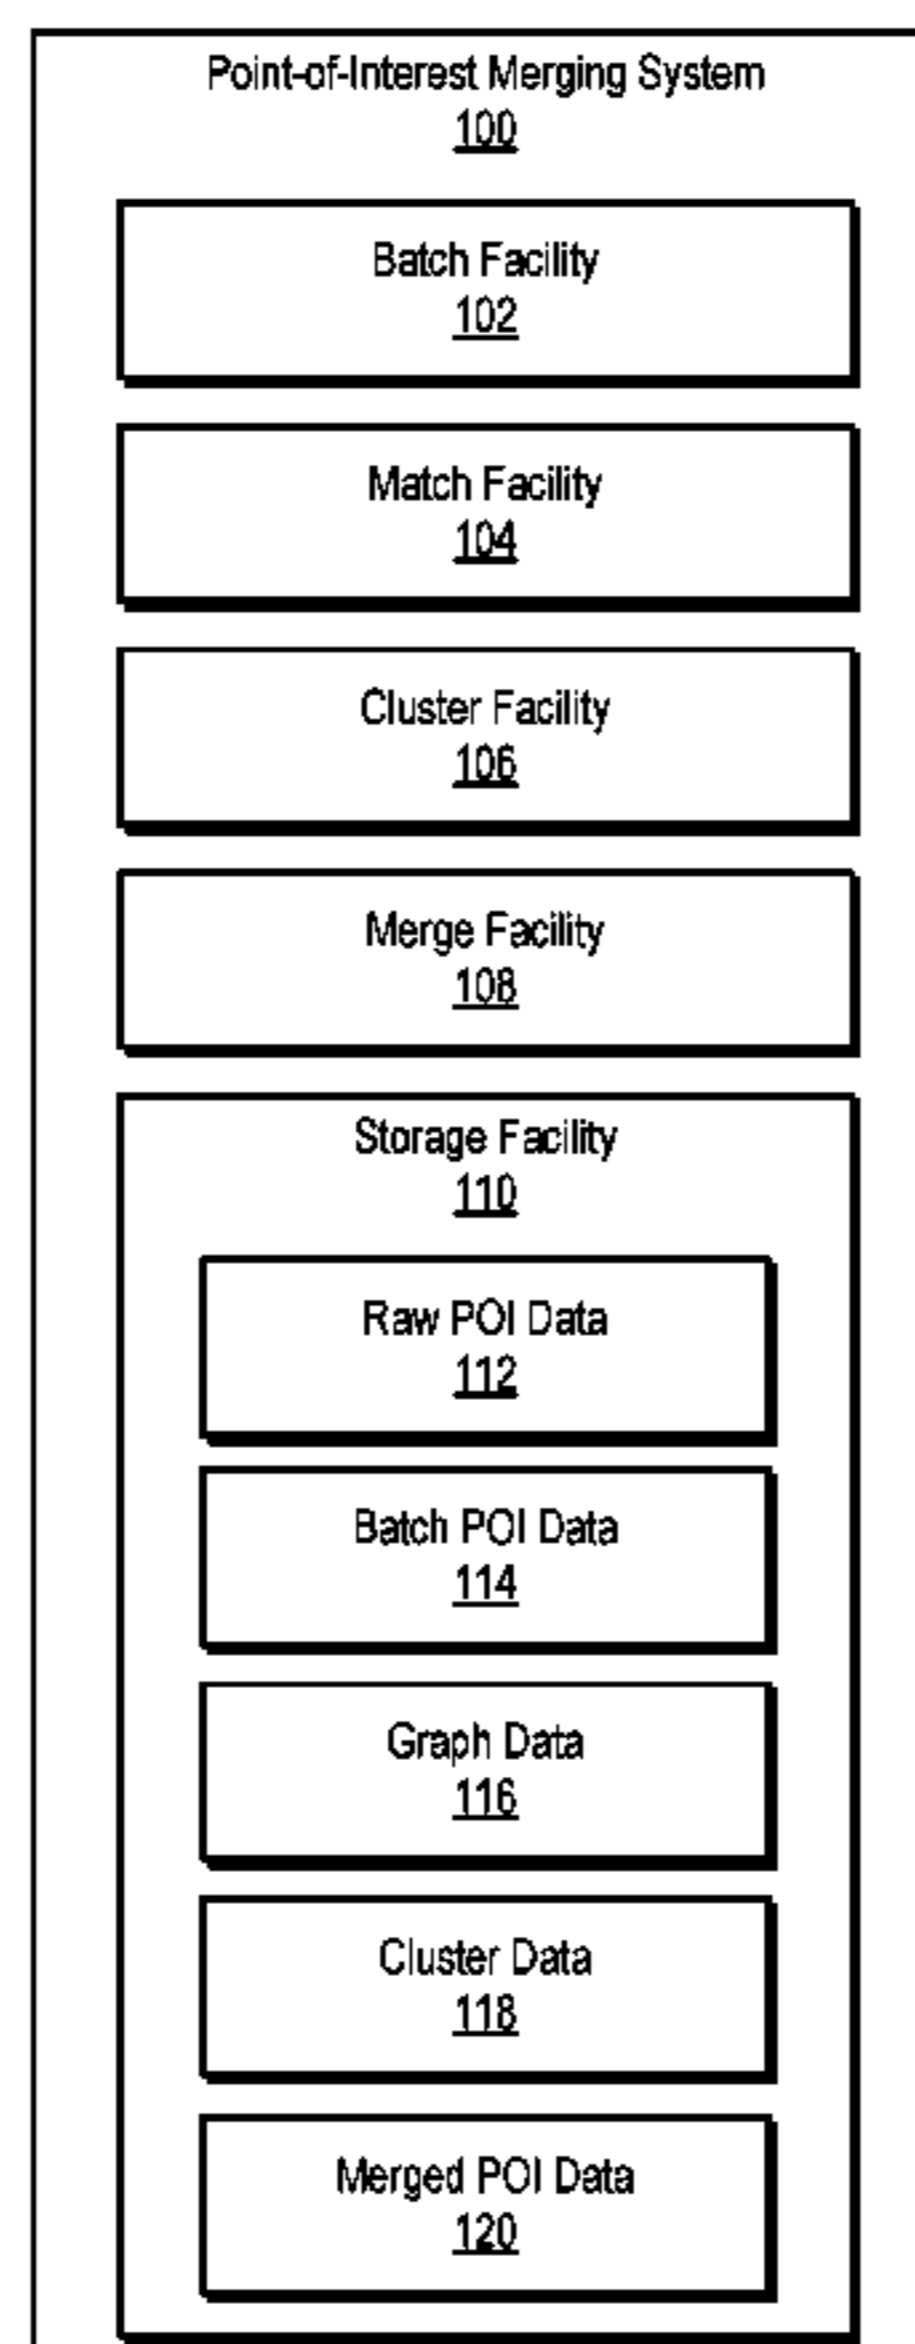 Point-of-Interest Merging System
100
Batch Facility
102
Match Facility
104
Cluster Facility
106
Merge Facility
108
Storage Facility
110
Raw POI Data
112
Batch POI Data
114
Graph Data
116
Cluster Data
118
Merged POI Data
120